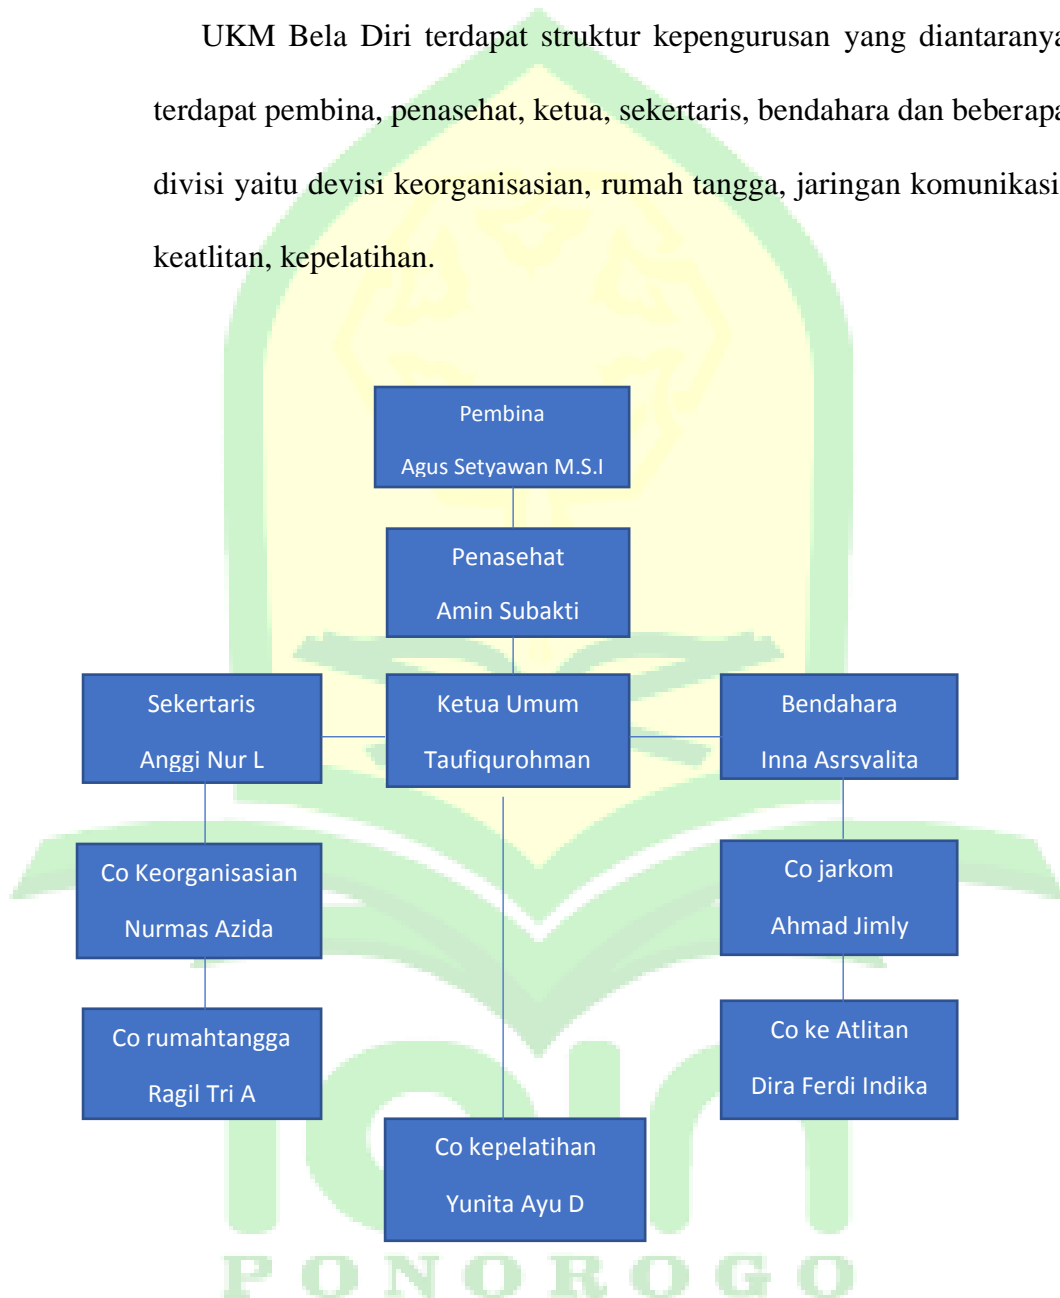 UKM Bela Diri terdapat struktur kepengurusan yang diantaranya
terdapat pembina, penasehat, ketua, sekertaris, bendahara dan beberapa
divisi yaitu devisi keorganisasian, rumah tangga, jaringan komunikasi
keatlitan, kepelatihan.
Pembina
Agus Setyawan M.S.I
Penasehat
Amin Subakti
Sekertaris
Anggi Nur L
Ketua Umum
Taufiqurohman
Bendahara
Inna Asrsyalita
Co Keorganisasian
Nurmas Azida
Co jarkom
Ahmad Jimly
Co rumahtangga
Ragil Tri A
Co ke Atlitan
Dira Ferdi Indika
Co kepelatihan
Yunita Ayu D
iain
PONOROGO